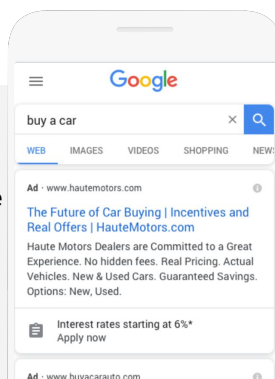 Google
buy a car
WEB IMAGES VIDEOS SHOPPING NEWS
e
Ad · www.hautemotors.com
The Future of Car Buying | Incentives and
Real Offers | HauteMotors.com
Haute Motors Dealers are Committed to a Great
Experience. No hidden fees. Real Pricing. Actual
Vehicles. New & Used Cars. Guaranteed Savings.
Options: New, Used.
Interest rates starting at 6%*
Apply now
Ad · www.buyacarauto.com